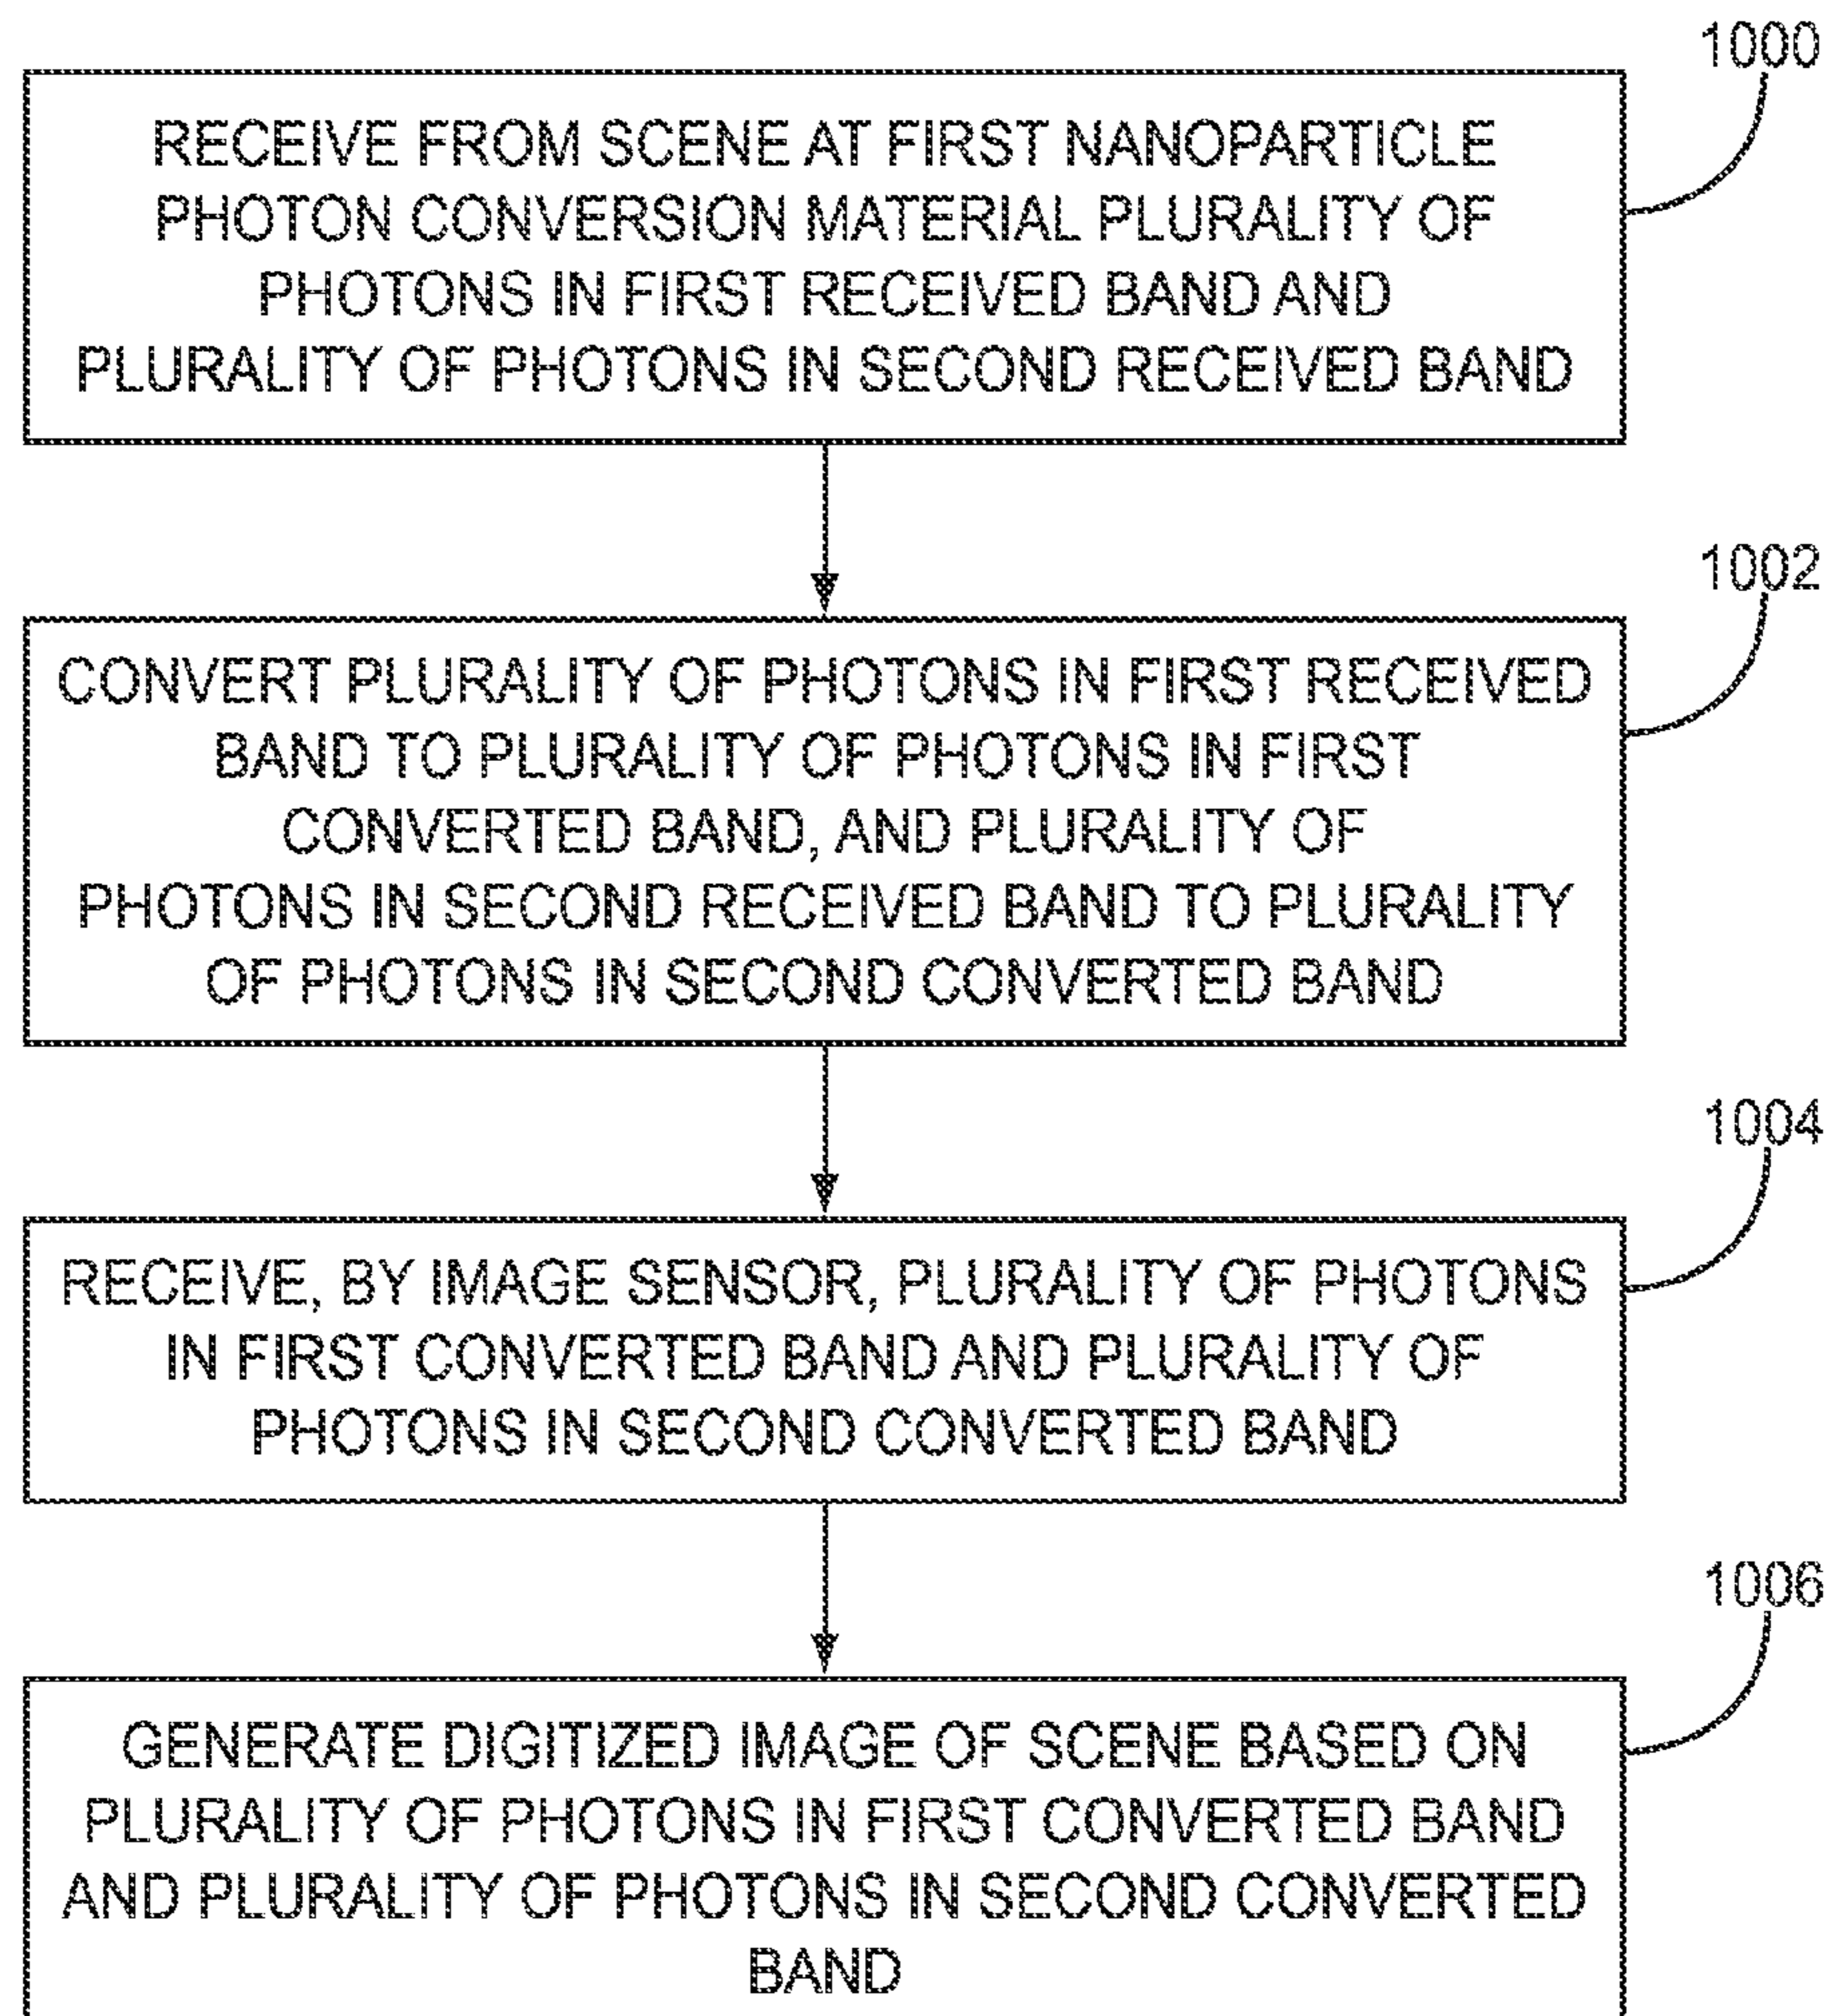 1000
RECEIVE FROM SCENE AT FIRST NANOPARTICLE
PHOTON CONVERSION MATERIAL PLURALITY OF
PHOTONS IN FIRST RECEIVED BAND AND
PLURALITY OF PHOTONS IN SECOND RECEIVED BAND
1002
CONVERT PLURALITY OF PHOTONS IN FIRST RECEIVED
BAND TO PLURALITY OF PHOTONS IN FIRST
CONVERTED BAND, AND PLURALITY OF
PHOTONS IN SECOND RECEIVED BAND TO PLURALITY
OF PHOTONS IN SECOND CONVERTED BAND
1004
RECEIVE, BY IMAGE SENSOR, PLURALITY OF PHOTONS
IN FIRST CONVERTED BAND AND PLURALITY OF
PHOTONS IN SECOND CONVERTED BAND
1006
GENERATE DIGITIZED IMAGE OF SCENE BASED ON
PLURALITY OF PHOTONS IN FIRST CONVERTED BAND
AND PLURALITY OF PHOTONS IN SECOND CONVERTED
BAND